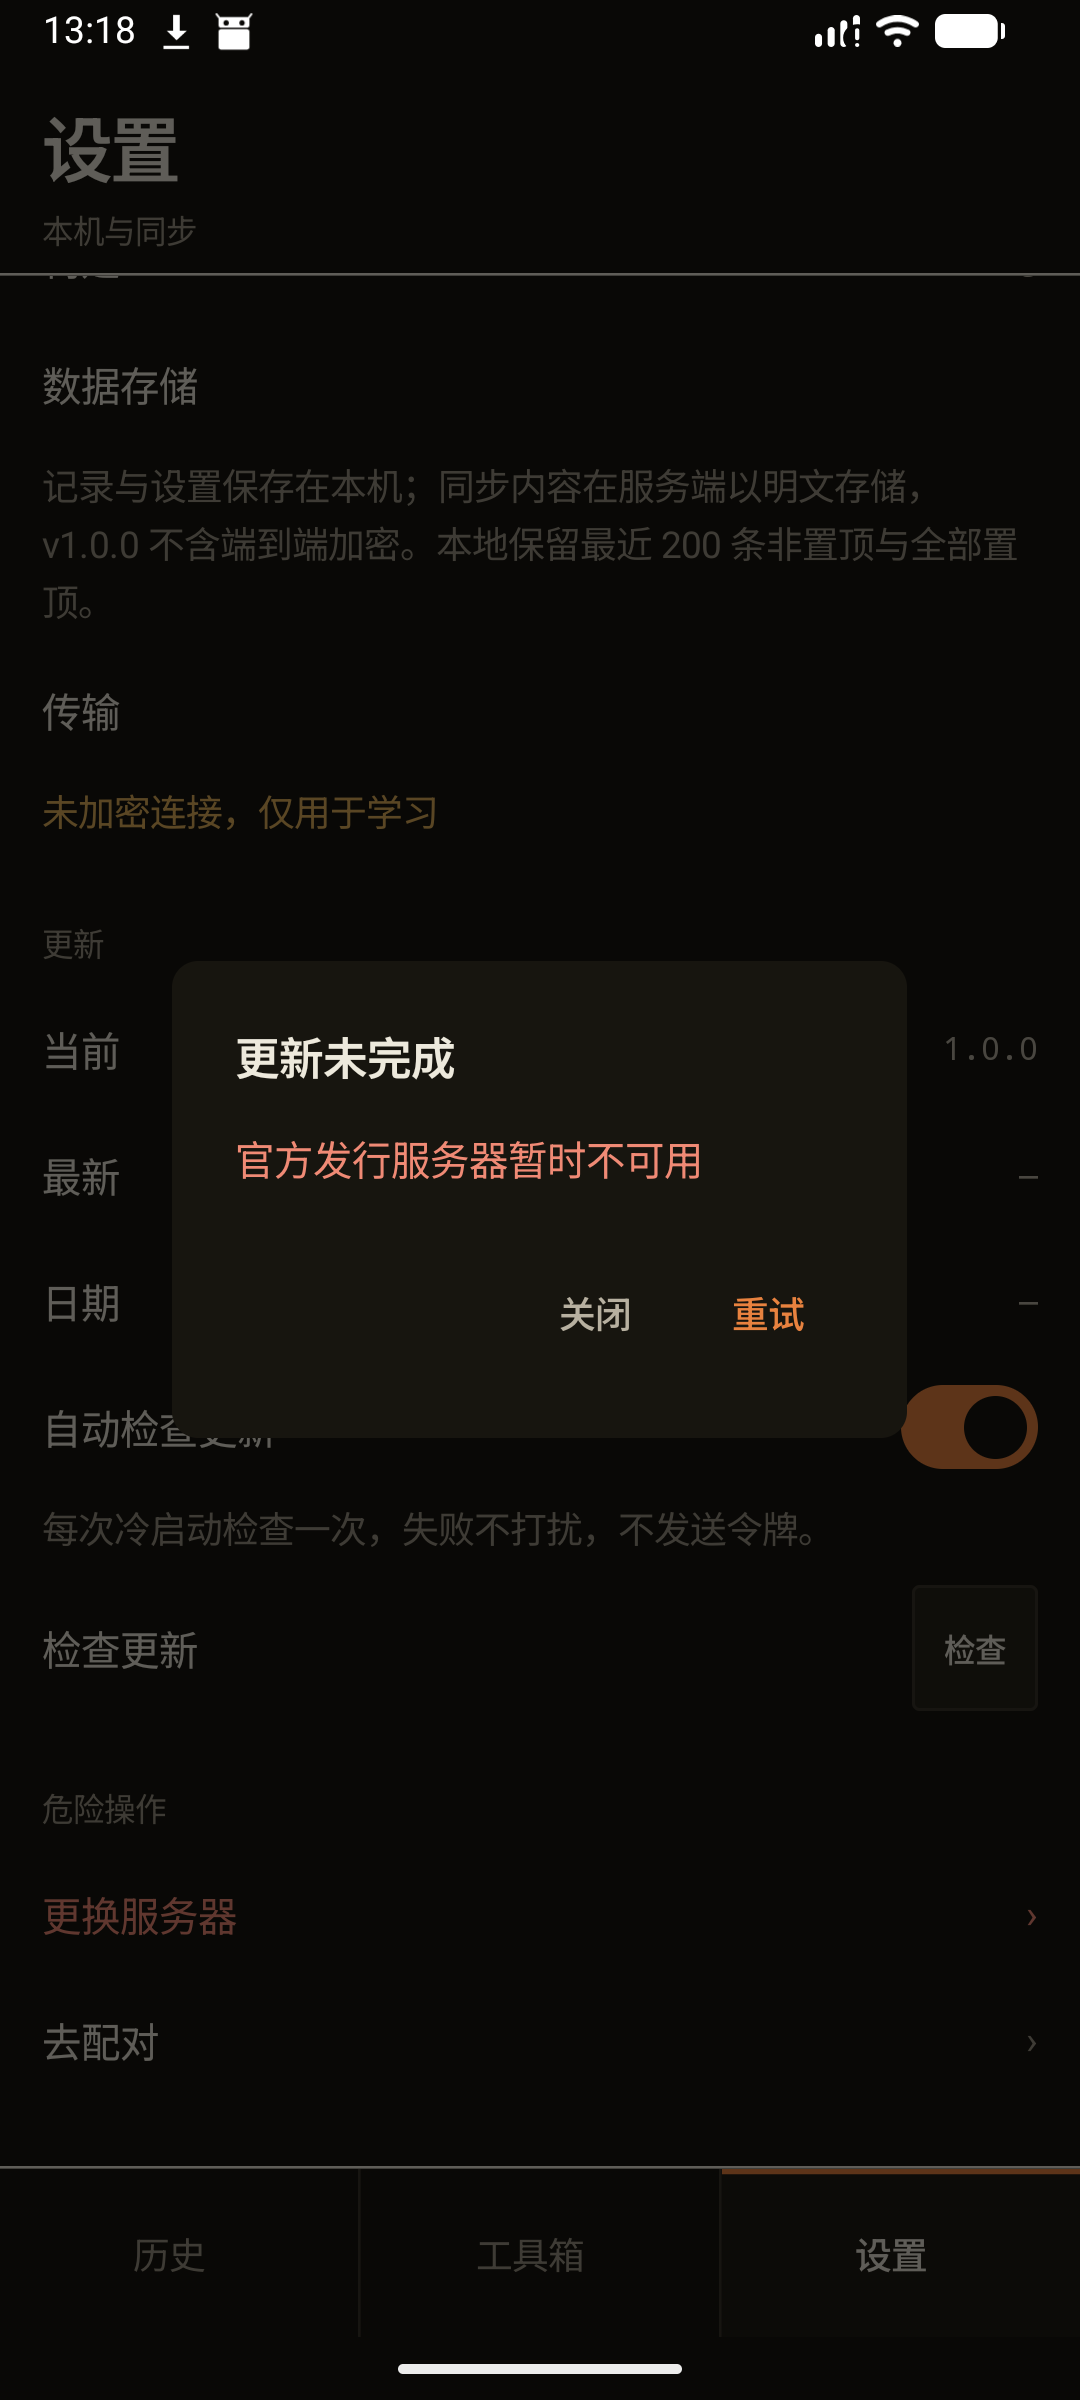 13:18
设置
本机与同步
数据存储
记录与设置保存在本机；同步内容在服务端以明文存储，
v1.0.0 不含端到端加密。本地保留最近 200 条非置顶与全部置
顶。
传输
未加密连接，仅用于学习
更新
当前
1.0.0
最新
–
日期
–
更新未完成
官方发行服务器暂时不可用
关闭
重试
自动检查更新
每次冷启动检查一次，失败不打扰，不发送令牌。
检查更新
检查
危险操作
更换服务器
›
去配对
›
历史
工具箱
设置